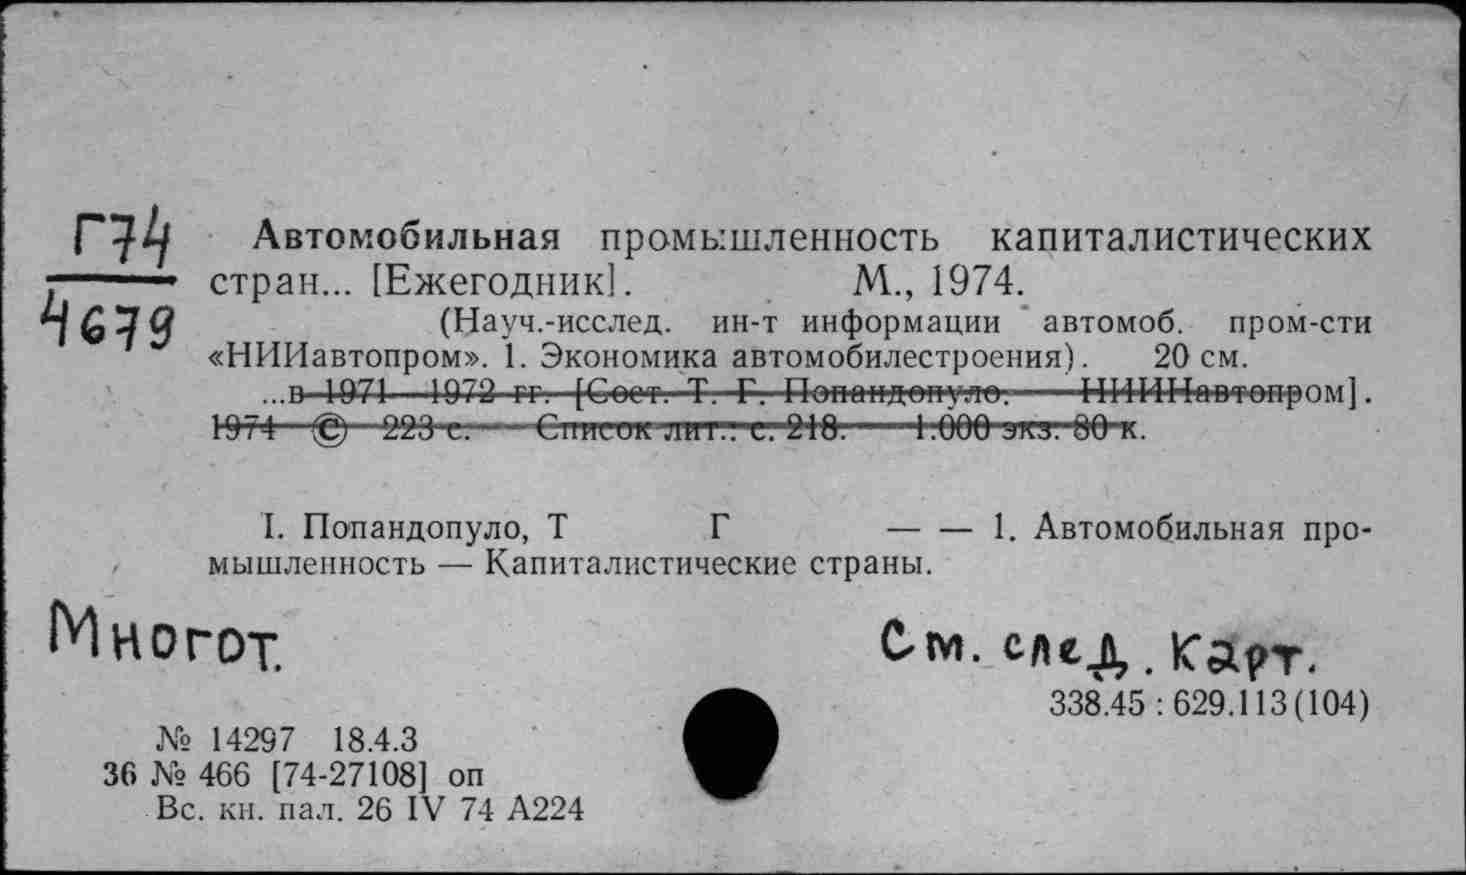 Г74
4679
Автомобильная промышленность капиталистических
стран... [Ежегодник]. М., 1974.
(Науч.-исслед. ин-т информации автомоб. пром-сти
«НИИНавтопром». 1. Экономика автомобилестроения). 20 см.
...в 1971—1972 гг. [Сост. Т. Г. Попандопуло. НИИНавтопром].
1974 © 223 с. Список лит.: с. 218. 1.000 экз. 80 к.
I. Попандопуло, Т Г — — 1. Автомобильная про-
мышленность — Капиталистические страны.
Многот.
См. след. карт.
338.45 : 629.113(104)
№ 14297 18.4.3
36 № 466 [74-27108] оп
Вс. кн. пал. 26 IV 74 А224